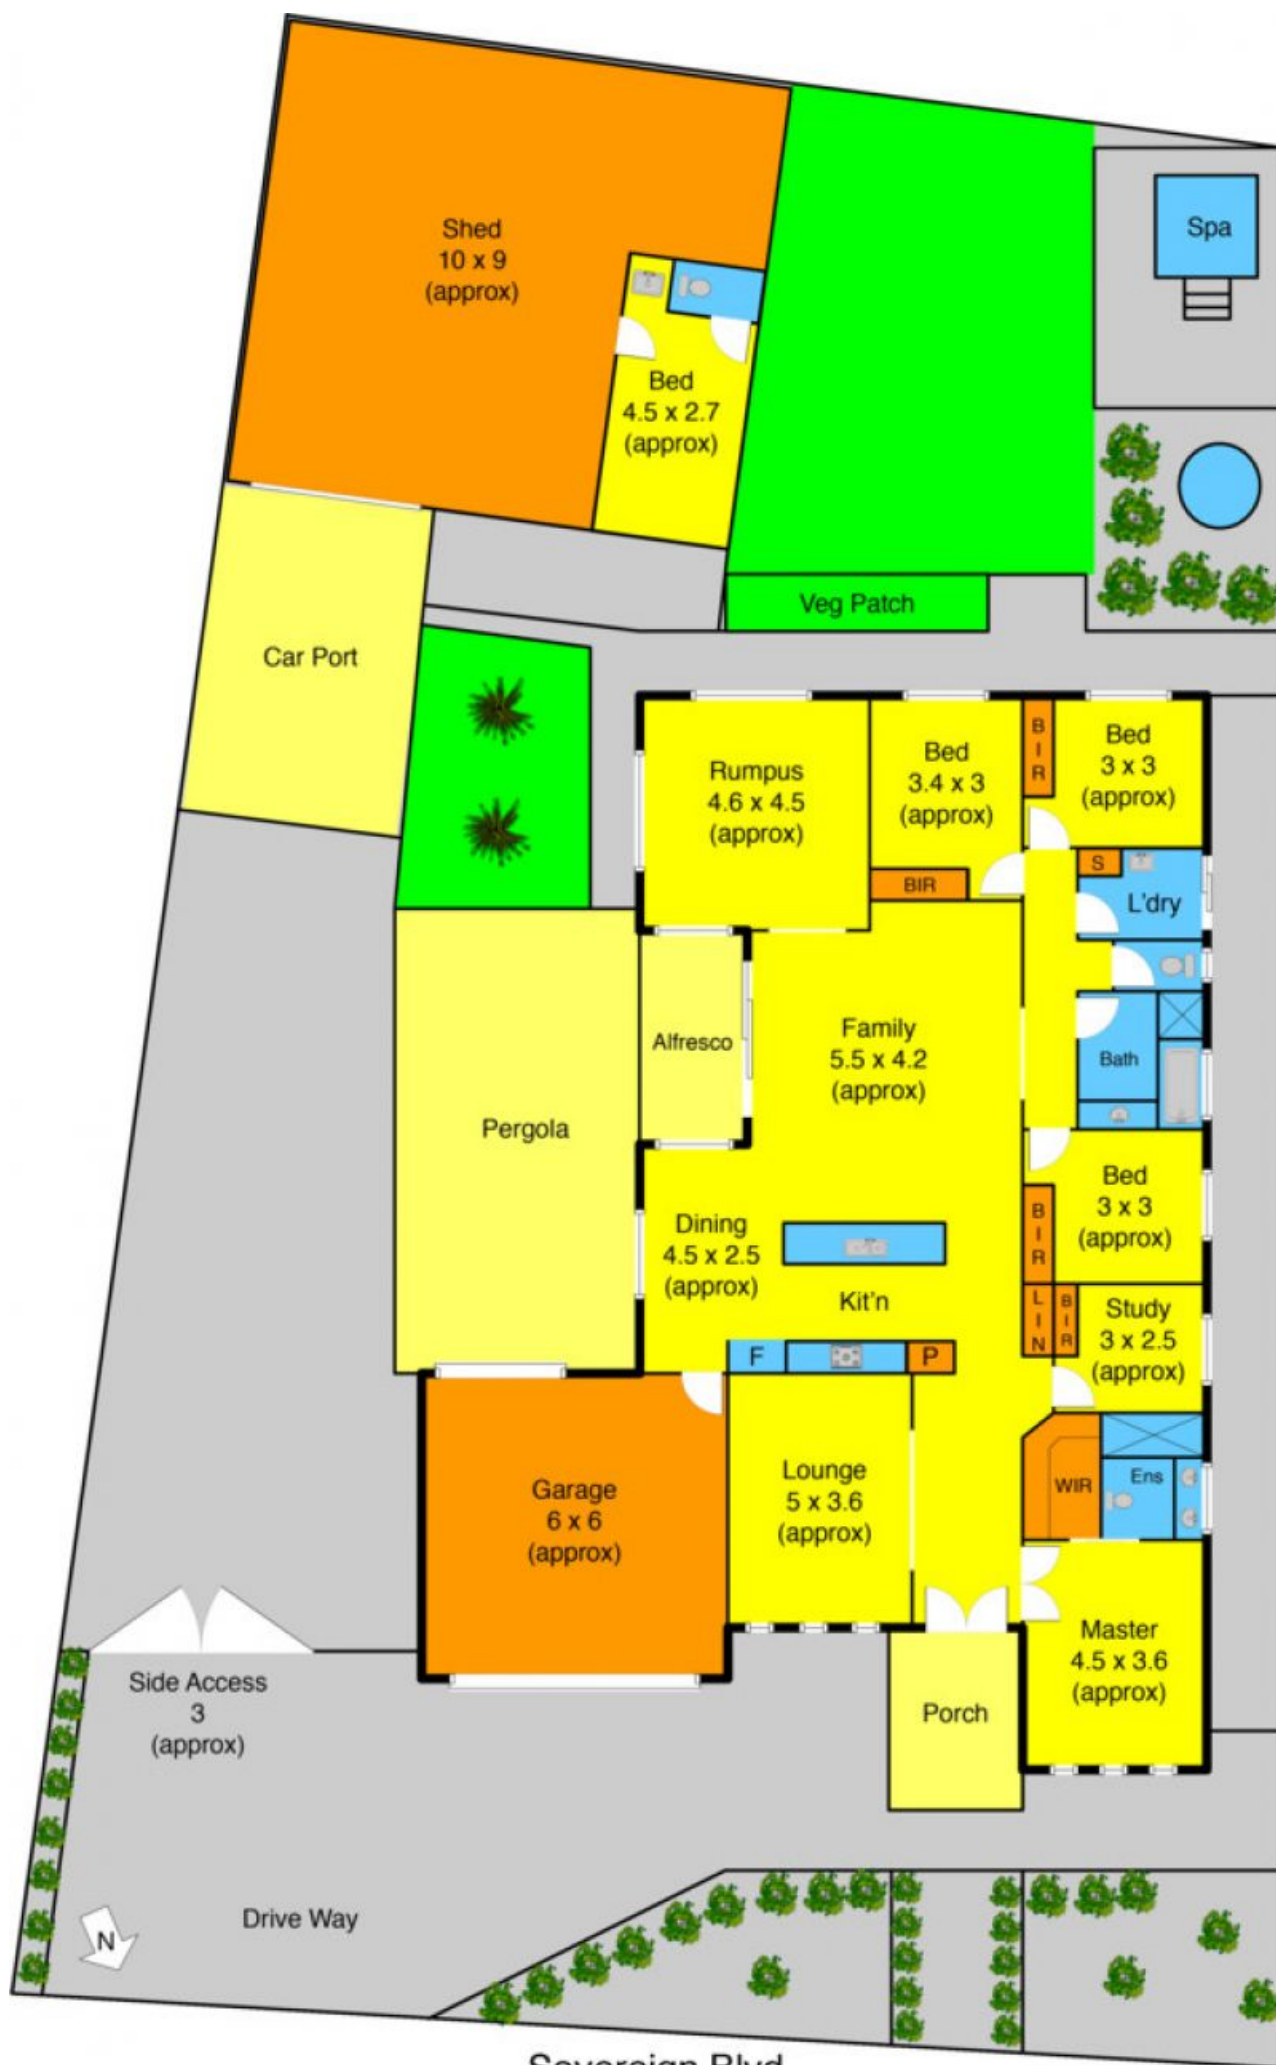 Shed
10 x 9
(approx)
Spa
Bed
4.5 x 2.7
(approx)
Veg Patch
Car Port
Rumpus
4.6 x 4.5
(approx)
Bed
3.4 x 3
(approx)
BIR
B
I
R
Bed
3 x 3
(approx)
S
L'dry
Alfresco
Family
5.5 x 4.2
(approx)
Bath
Pergola
Bed
3 x 3
(approx)
B
I
R
Dining
4.5 x 2.5
(approx)
Kit'n
L
I
N
B
I
R
Study
3 x 2.5
(approx)
F
P
Garage
6 x 6
(approx)
Lounge
5 x 3.6
(approx)
WIR
Ens
Master
4.5 x 3.6
(approx)
Side Access
3
(approx)
Porch
Drive Way
N
Sovereign Blvd